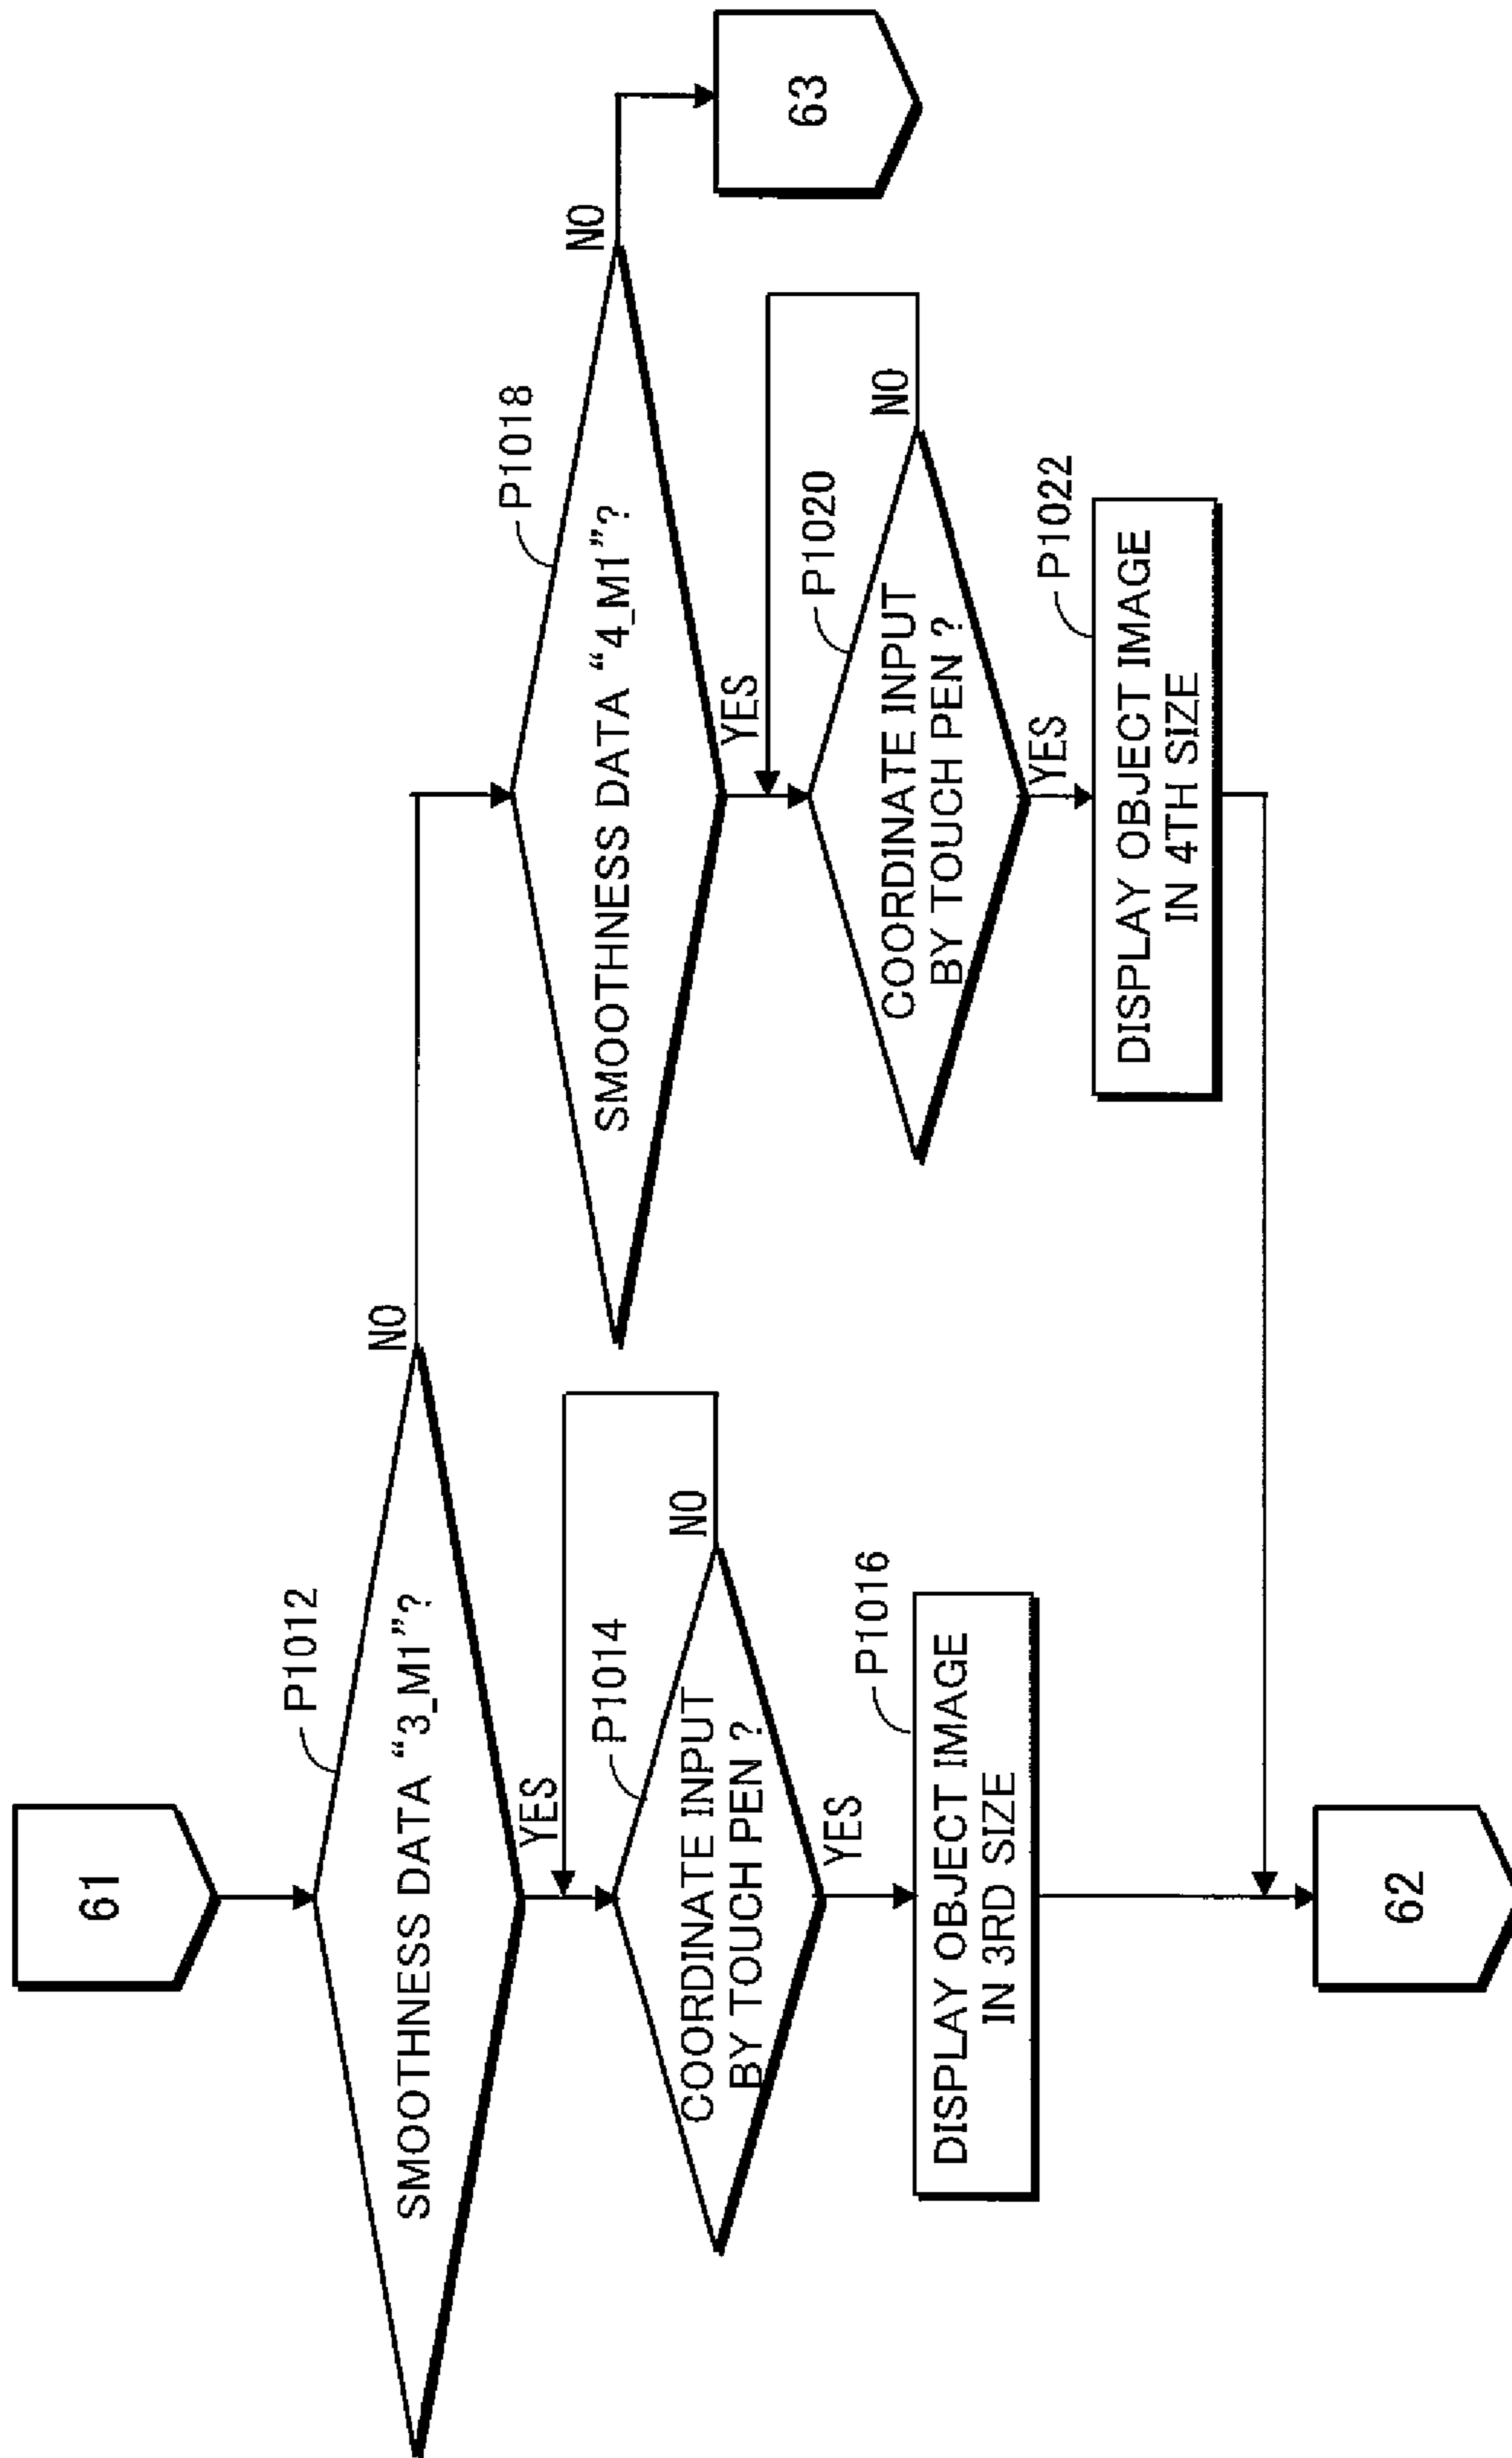 61
P1012
SMOOTHNESS DATA “3_M1”?
NO
YES
P1014
COORDINATE INPUT
BY TOUCH PEN ?
NO
YES
P1016
DISPLAY OBJECT IMAGE
IN 3RD SIZE
62
P1018
SMOOTHNESS DATA “4_M1”?
NO
63
YES
P1020
COORDINATE INPUT
BY TOUCH PEN ?
NO
YES
P1022
DISPLAY OBJECT IMAGE
IN 4TH SIZE